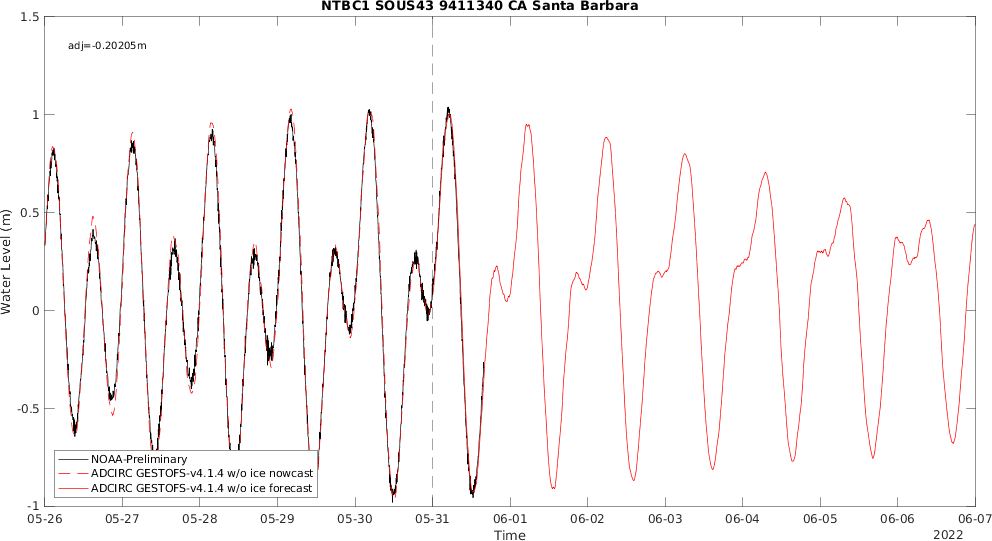 NTBC1 SOUS43 9411340 CA Santa Barbara
1.5
adj=-0.20205m
1
0.5
0
-0.5
-1
Water Level (m)
NOAA-Preliminary
ADCIRC GESTOFS-v4.1.4 w/o ice nowcast
ADCIRC GESTOFS-v4.1.4 w/o ice forecast
05-26 05-27 05-28 05-29 05-30 05-31 06-01 06-02 06-03 06-04 06-05 06-06 06-07
Time
2022